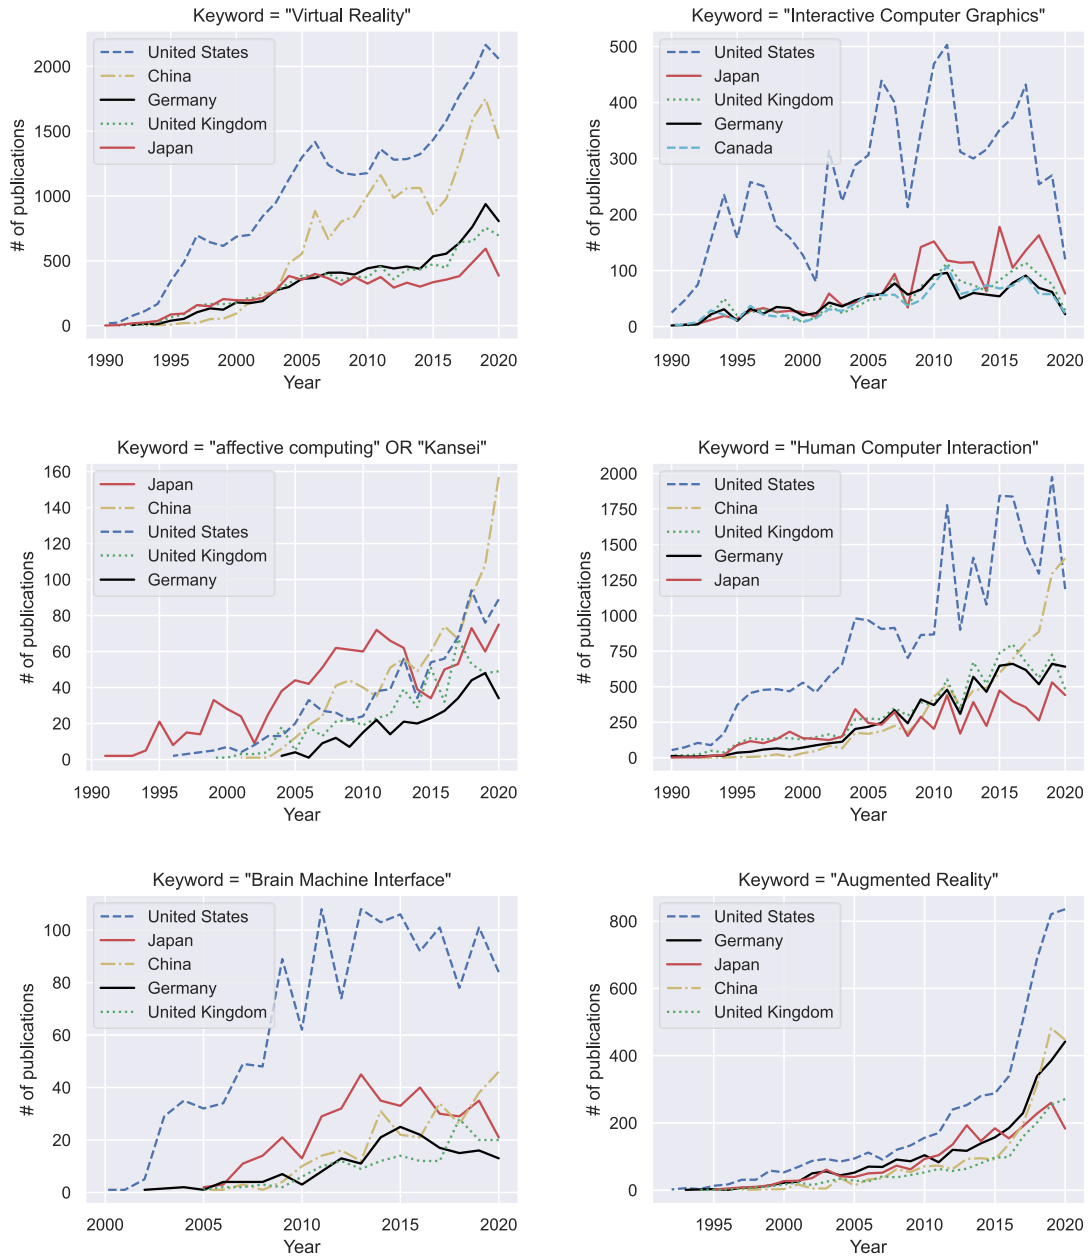 Keyword = "Virtual Reality"
United States
China
Germany
United Kingdom
Japan
# of publications
2000
1500
1000
500
0
1990 1995 2000 2005 2010 2015 2020
Year
Keyword = "Interactive Computer Graphics"
United States
Japan
United Kingdom
Germany
Canada
# of publications
500
400
300
200
100
0
1990 1995 2000 2005 2010 2015 2020
Year
Keyword = "affective computing" OR "Kansei"
Japan
China
United States
United Kingdom
Germany
# of publications
160
140
120
100
80
60
40
20
0
1990 1995 2000 2005 2010 2015 2020
Year
Keyword = "Human Computer Interaction"
United States
China
United Kingdom
Germany
Japan
# of publications
2000
1750
1500
1250
1000
750
500
250
0
1990 1995 2000 2005 2010 2015 2020
Year
Keyword = "Brain Machine Interface"
United States
Japan
China
Germany
United Kingdom
# of publications
100
80
60
40
20
0
2000 2005 2010 2015 2020
Year
Keyword = "Augmented Reality"
United States
Germany
Japan
China
United Kingdom
# of publications
800
600
400
200
0
1995 2000 2005 2010 2015 2020
Year